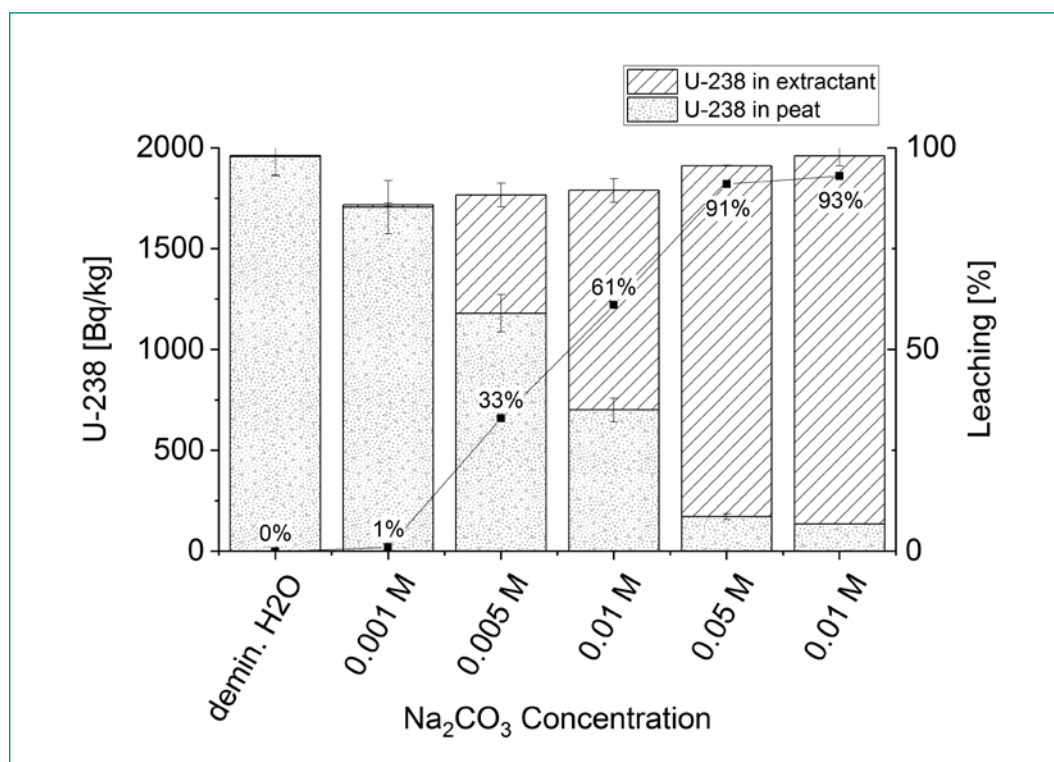 U-238 in extractant
U-238 in peat
2000
1500
1000
500
0
U-238 [Bq/kg]
100
50
0
Leaching [%]
0%
1%
33%
61%
91%
93%
demin. H2O
0.001 M
0.005 M
0.01 M
0.05 M
0.01 M
Na₂CO₃ Concentration